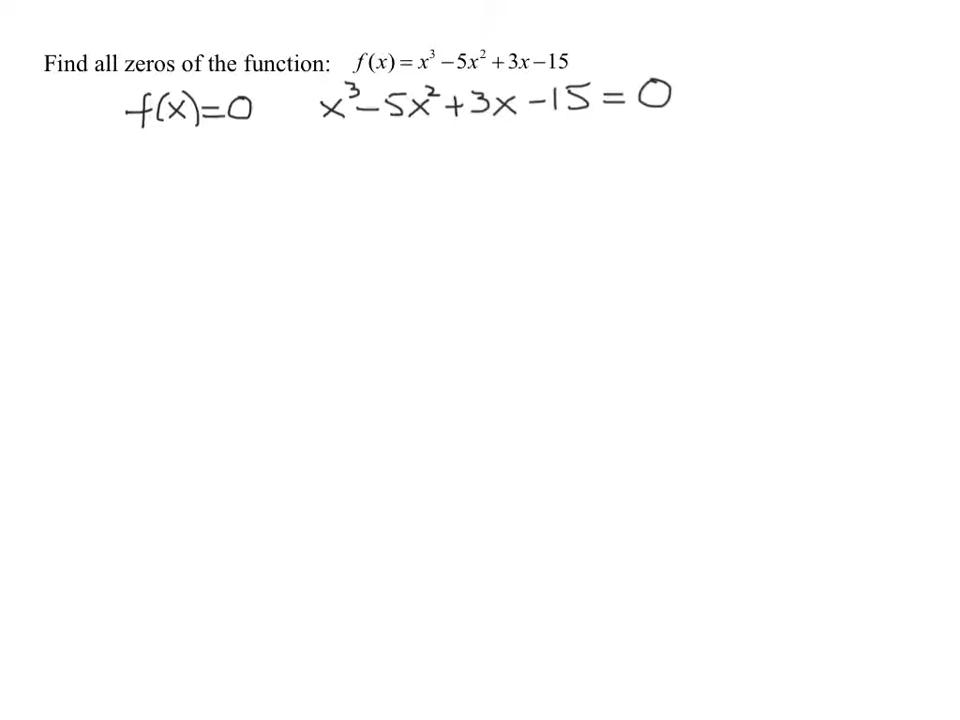 Find all zeros of the function: f(x) = x³ − 5x² + 3x − 15
f(x)=0 x³−5x²+3x−15=0